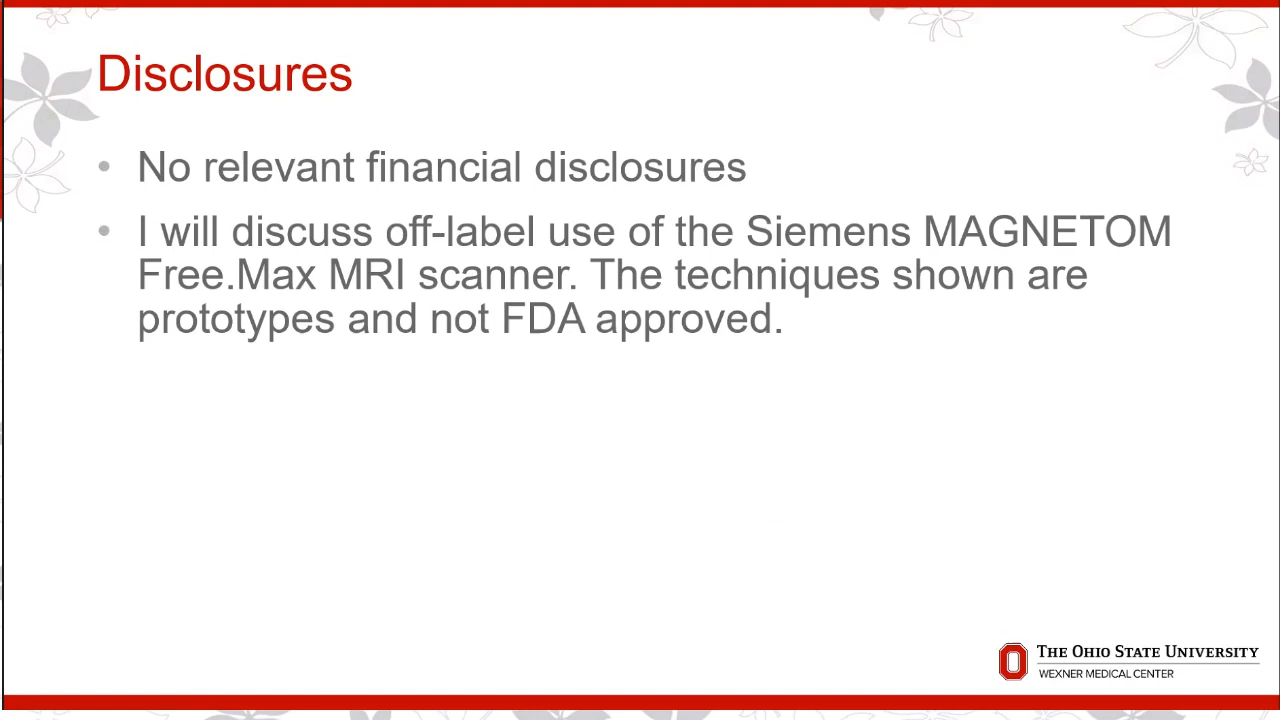 Disclosures
• No relevant financial disclosures
• I will discuss off-label use of the Siemens MAGNETOM
Free.Max MRI scanner. The techniques shown are
prototypes and not FDA approved.
THE OHIO STATE UNIVERSITY
WEXNER MEDICAL CENTER